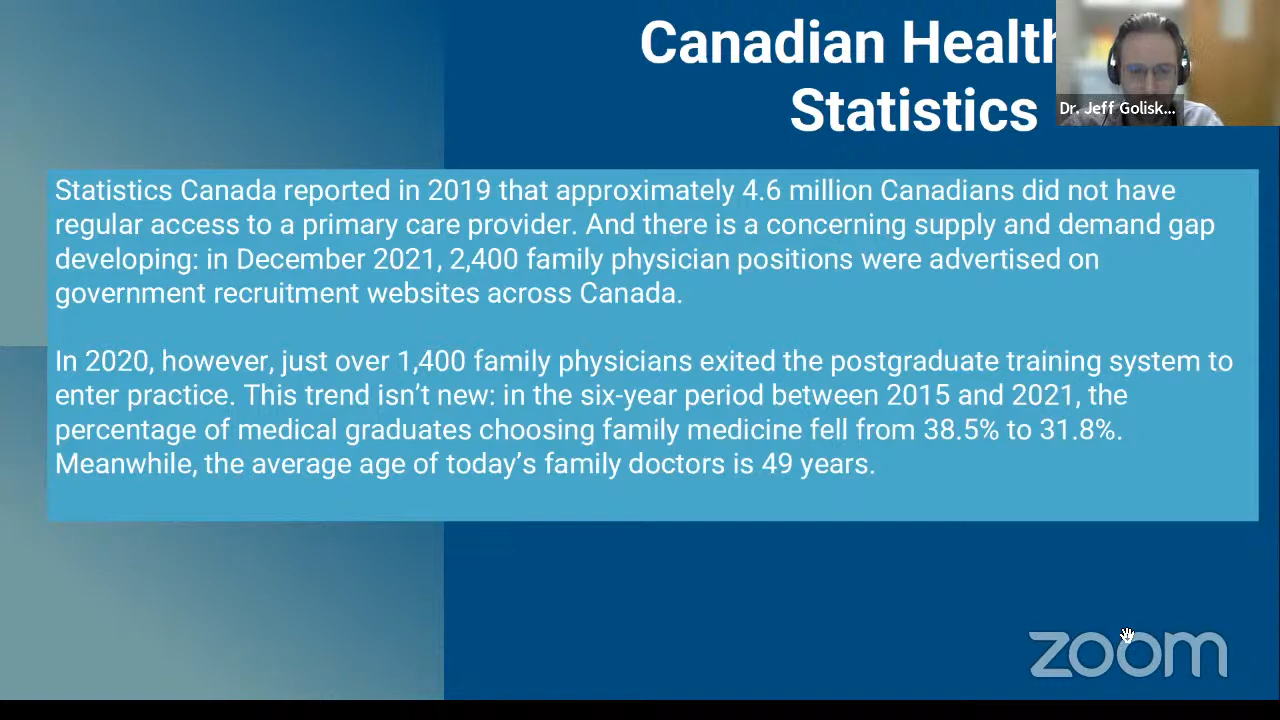 Canadian Health
Statistics
Dr. Jeff Golisk...
Statistics Canada reported in 2019 that approximately 4.6 million Canadians did not have
regular access to a primary care provider. And there is a concerning supply and demand gap
developing: in December 2021, 2,400 family physician positions were advertised on
government recruitment websites across Canada.
In 2020, however, just over 1,400 family physicians exited the postgraduate training system to
enter practice. This trend isn’t new: in the six-year period between 2015 and 2021, the
percentage of medical graduates choosing family medicine fell from 38.5% to 31.8%.
Meanwhile, the average age of today’s family doctors is 49 years.
zoom